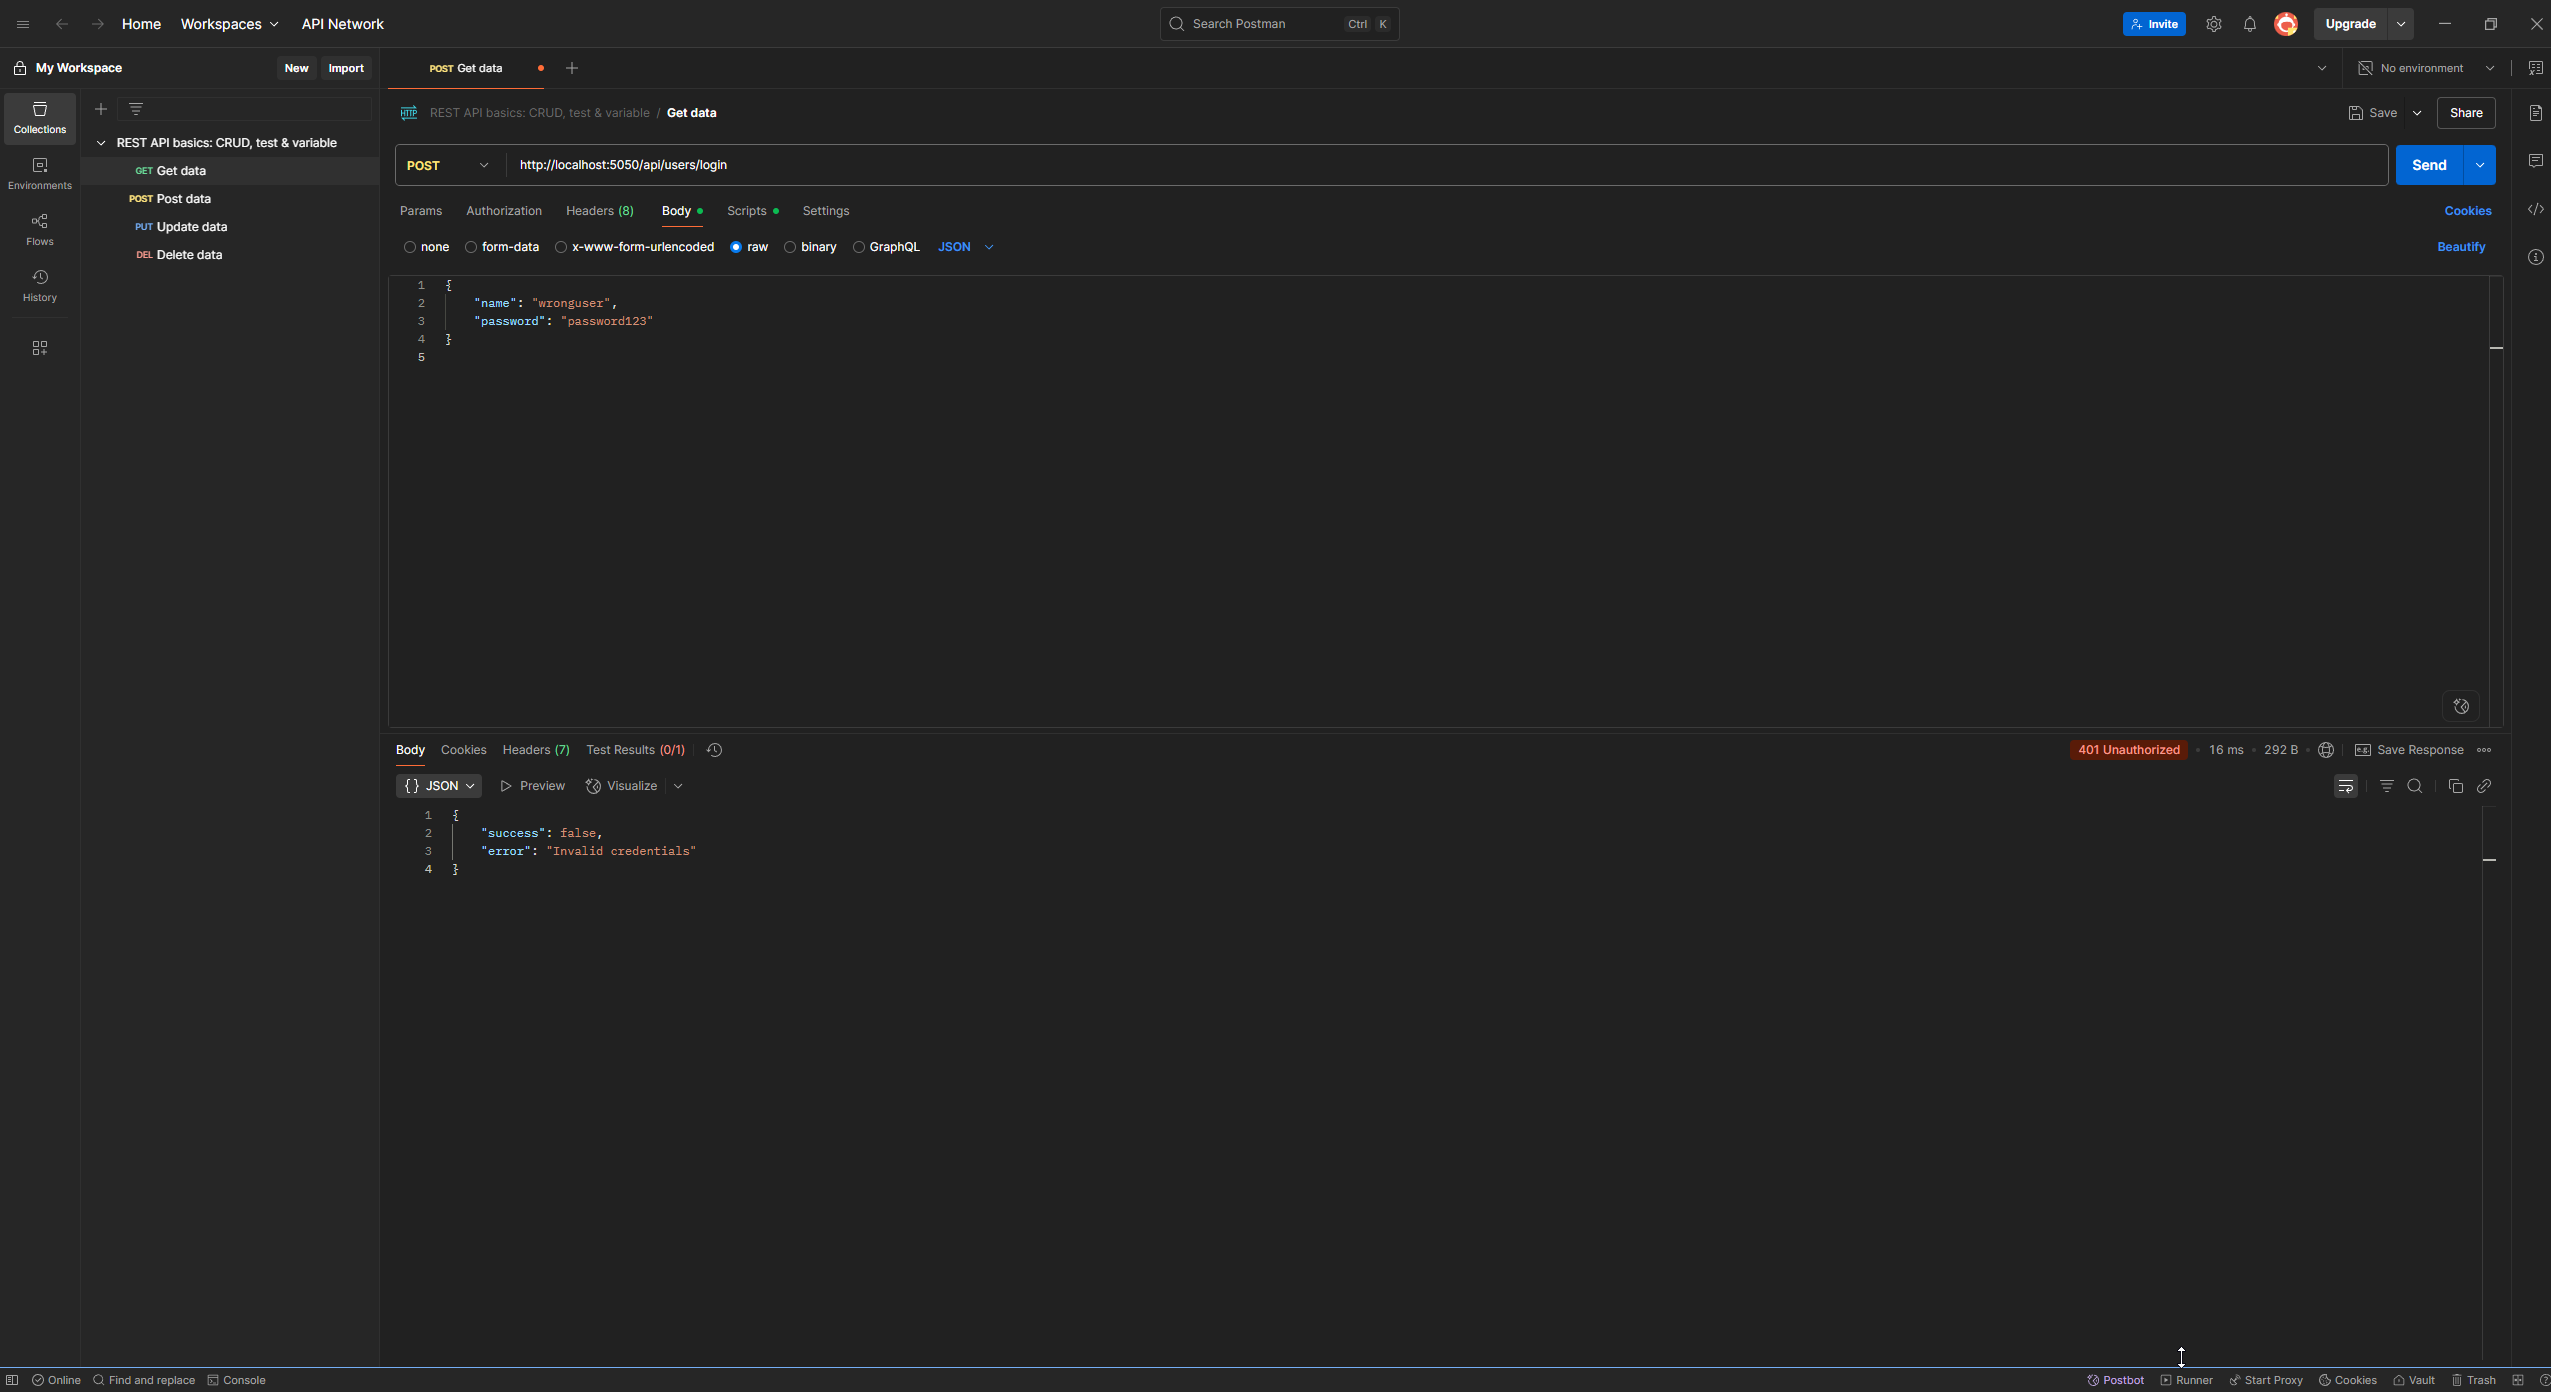 Home Workspaces API Network Search Postman Ctrl K Invite Upgrade
My Workspace New Import POST Get data No environment
Collections
Environments
Flows
History
REST API basics: CRUD, test & variable
GET Get data
POST Post data
PUT Update data
DEL Delete data
HTTP REST API basics: CRUD, test & variable / Get data Save Share
POST http://localhost:5050/api/users/login Send
Params Authorization Headers (8) Body Scripts Settings Cookies
none form-data x-www-form-urlencoded raw binary GraphQL JSON Beautify
1 {
2 "name": "wronguser",
3 "password": "password123"
4 }
5
Body Cookies Headers (7) Test Results (0/1) 401 Unauthorized • 16 ms • 292 B • e.g. Save Response
{} JSON Preview Visualize
1 {
2 "success": false,
3 "error": "Invalid credentials"
4 }
Online Find and replace Console Postbot Runner Start Proxy Cookies Vault Trash